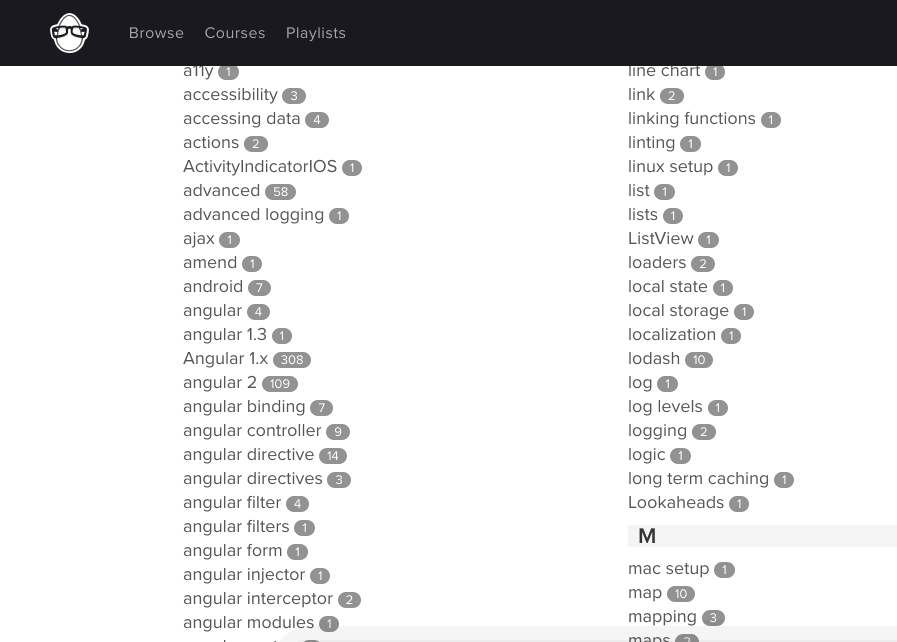 Browse Courses Playlists
a11y 1
accessibility 3
accessing data 4
actions 2
ActivityIndicatorIOS 1
advanced 58
advanced logging 1
ajax 1
amend 1
android 7
angular 4
angular 1.3 1
Angular 1.x 308
angular 2 109
angular binding 7
angular controller 9
angular directive 14
angular directives 3
angular filter 4
angular filters 1
angular form 1
angular injector 1
angular interceptor 2
angular modules 1
line chart 1
link 2
linking functions 1
linting 1
linux setup 1
list 1
lists 1
ListView 1
loaders 2
local state 1
local storage 1
localization 1
lodash 10
log 1
log levels 1
logging 2
logic 1
long term caching 1
Lookaheads 1
M
mac setup 1
map 10
mapping 3
maps 2